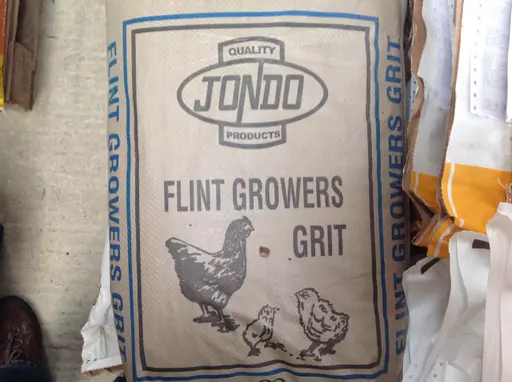 QUALITY
JONDO
PRODUCTS
FLINT GROWERS
GRIT
FLINT GROWERS GRIT
FLINT GROWERS GRIT